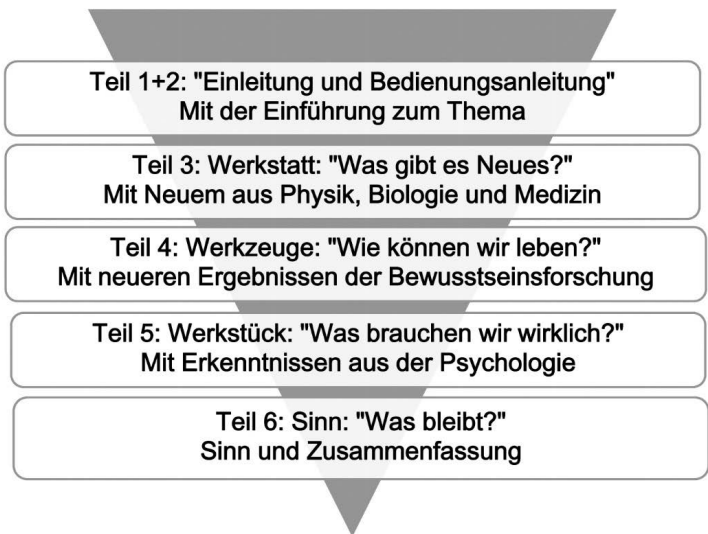 Teil 1+2: "Einleitung und Bedienungsanleitung"
Mit der Einführung zum Thema
Teil 3: Werkstatt: "Was gibt es Neues?"
Mit Neuem aus Physik, Biologie und Medizin
Teil 4: Werkzeuge: "Wie können wir leben?"
Mit neueren Ergebnissen der Bewusstseinsforschung
Teil 5: Werkstück: "Was brauchen wir wirklich?"
Mit Erkenntnissen aus der Psychologie
Teil 6: Sinn: "Was bleibt?"
Sinn und Zusammenfassung